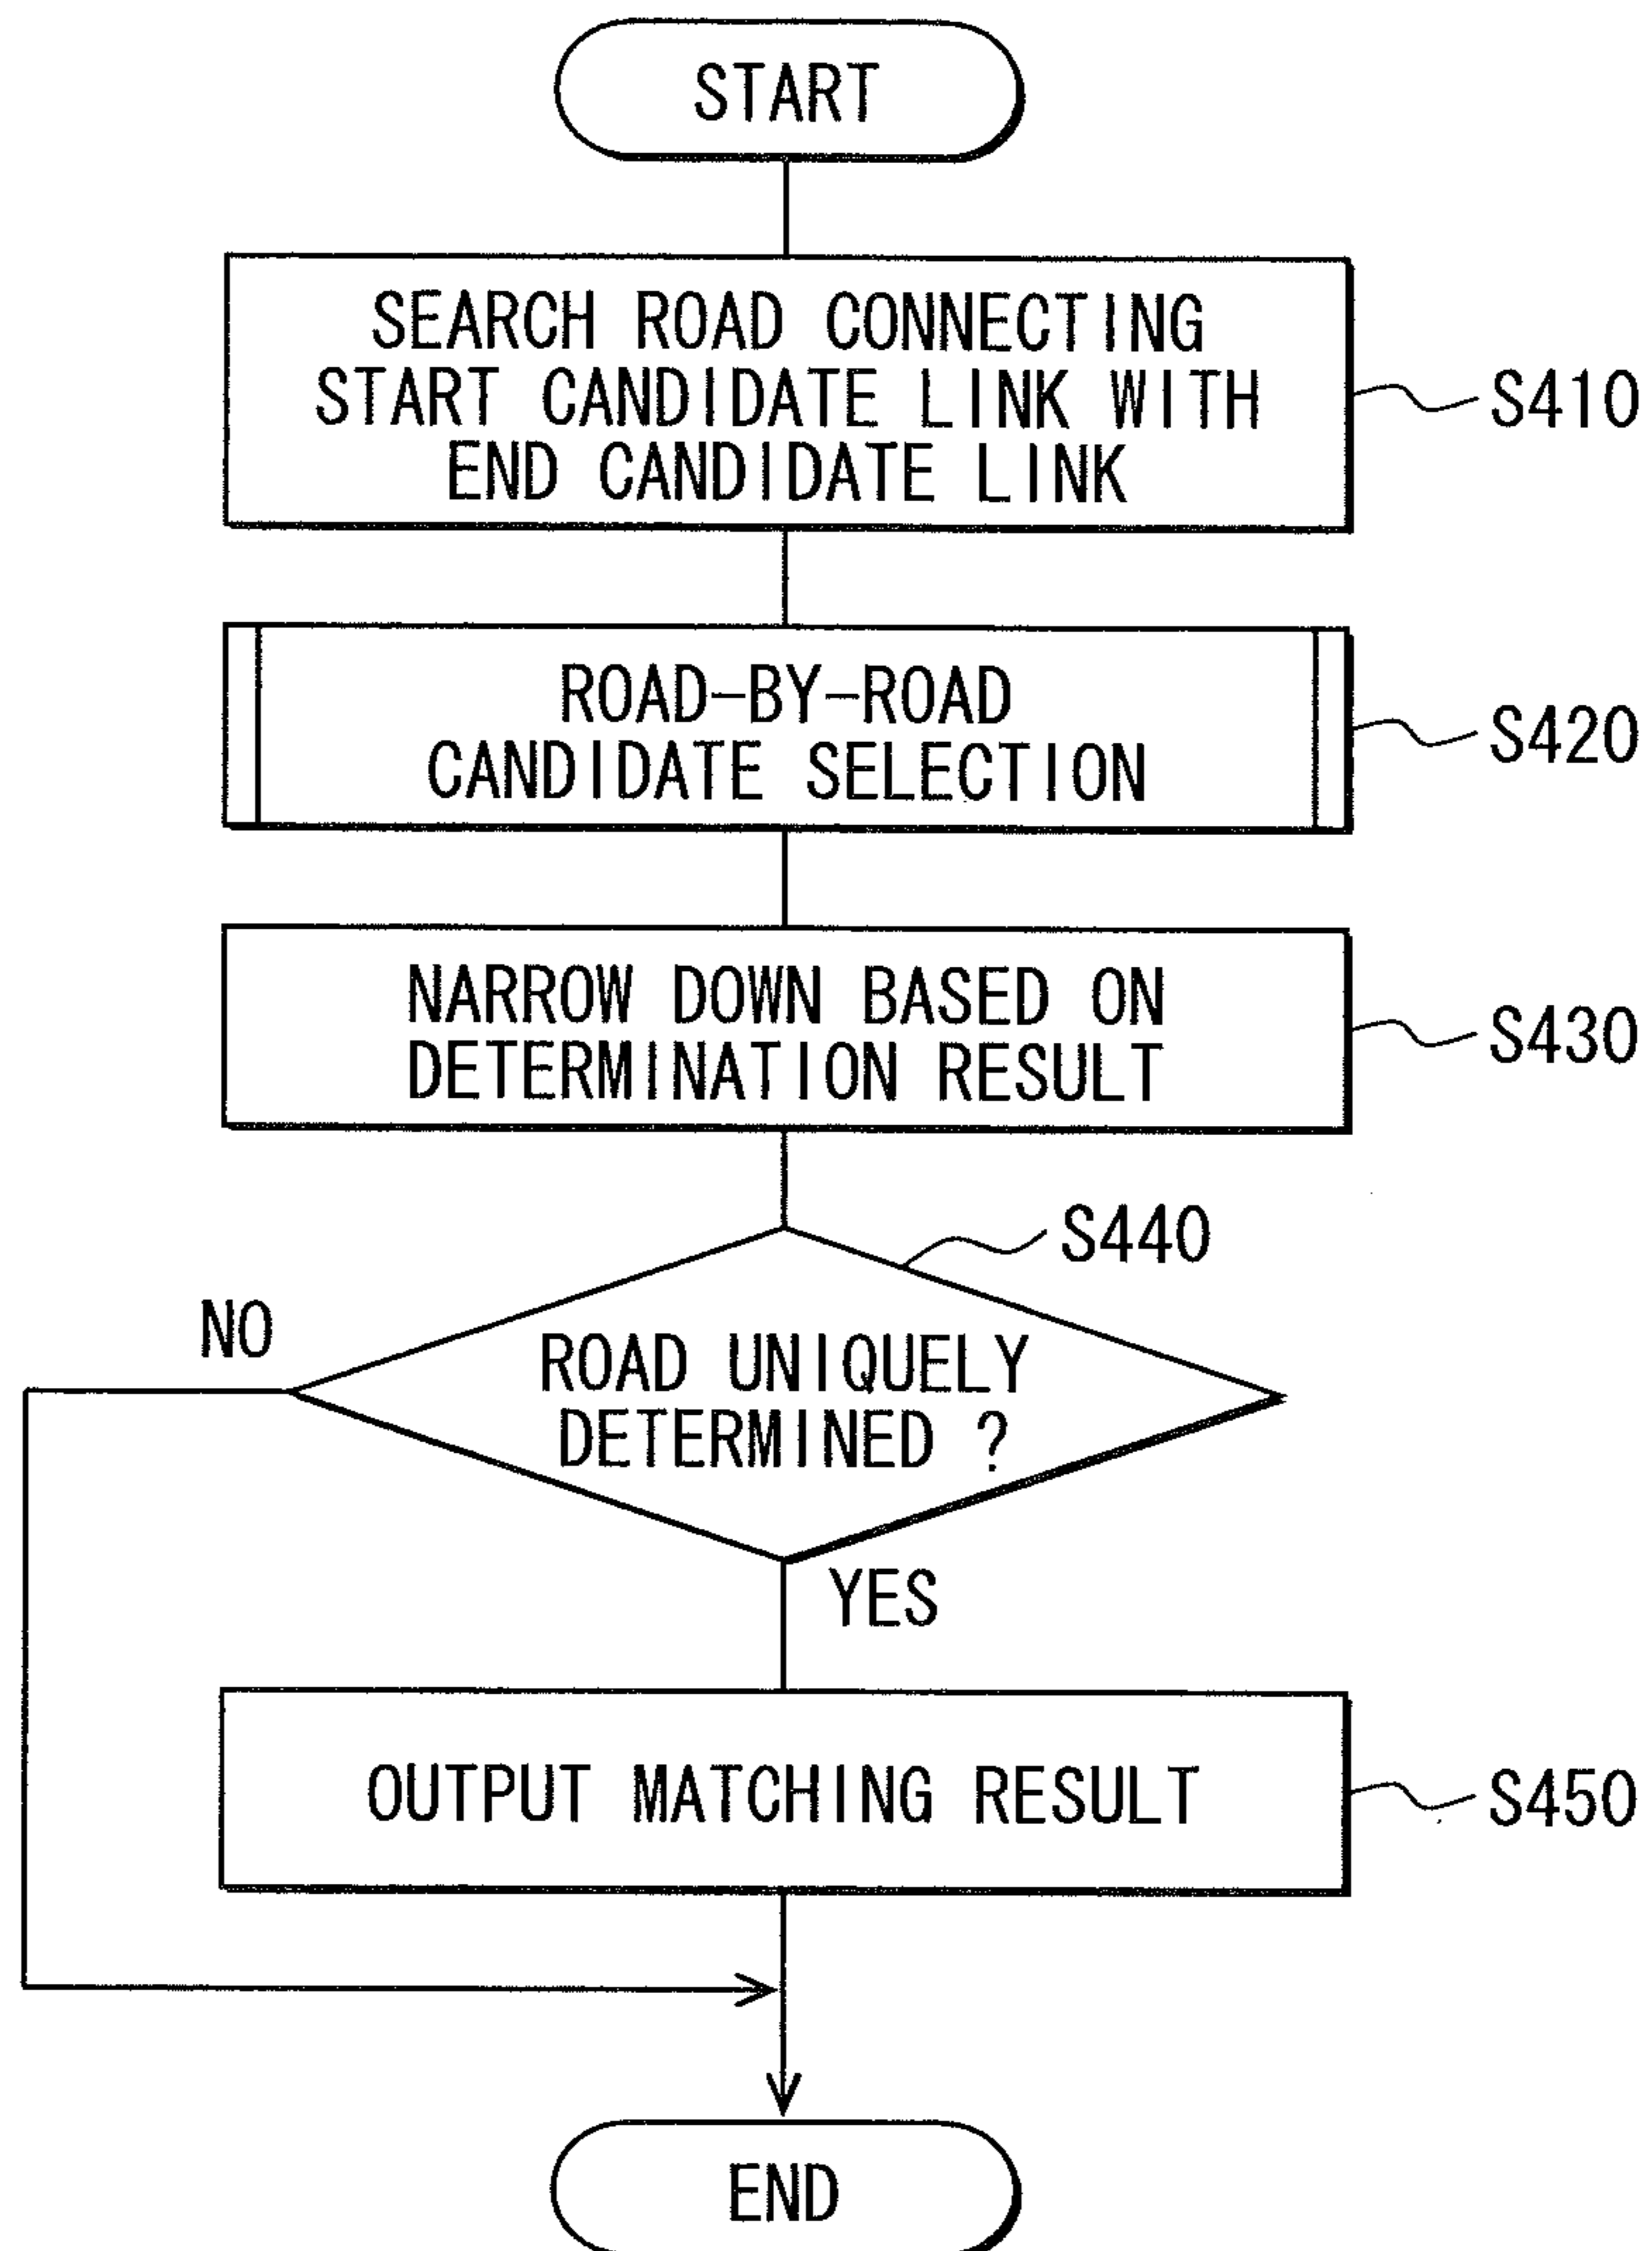 START
SEARCH ROAD CONNECTING
START CANDIDATE LINK WITH
END CANDIDATE LINK
S410
ROAD-BY-ROAD
CANDIDATE SELECTION
S420
NARROW DOWN BASED ON
DETERMINATION RESULT
S430
S440
NO
ROAD UNIQUELY
DETERMINED ?
YES
OUTPUT MATCHING RESULT
S450
END